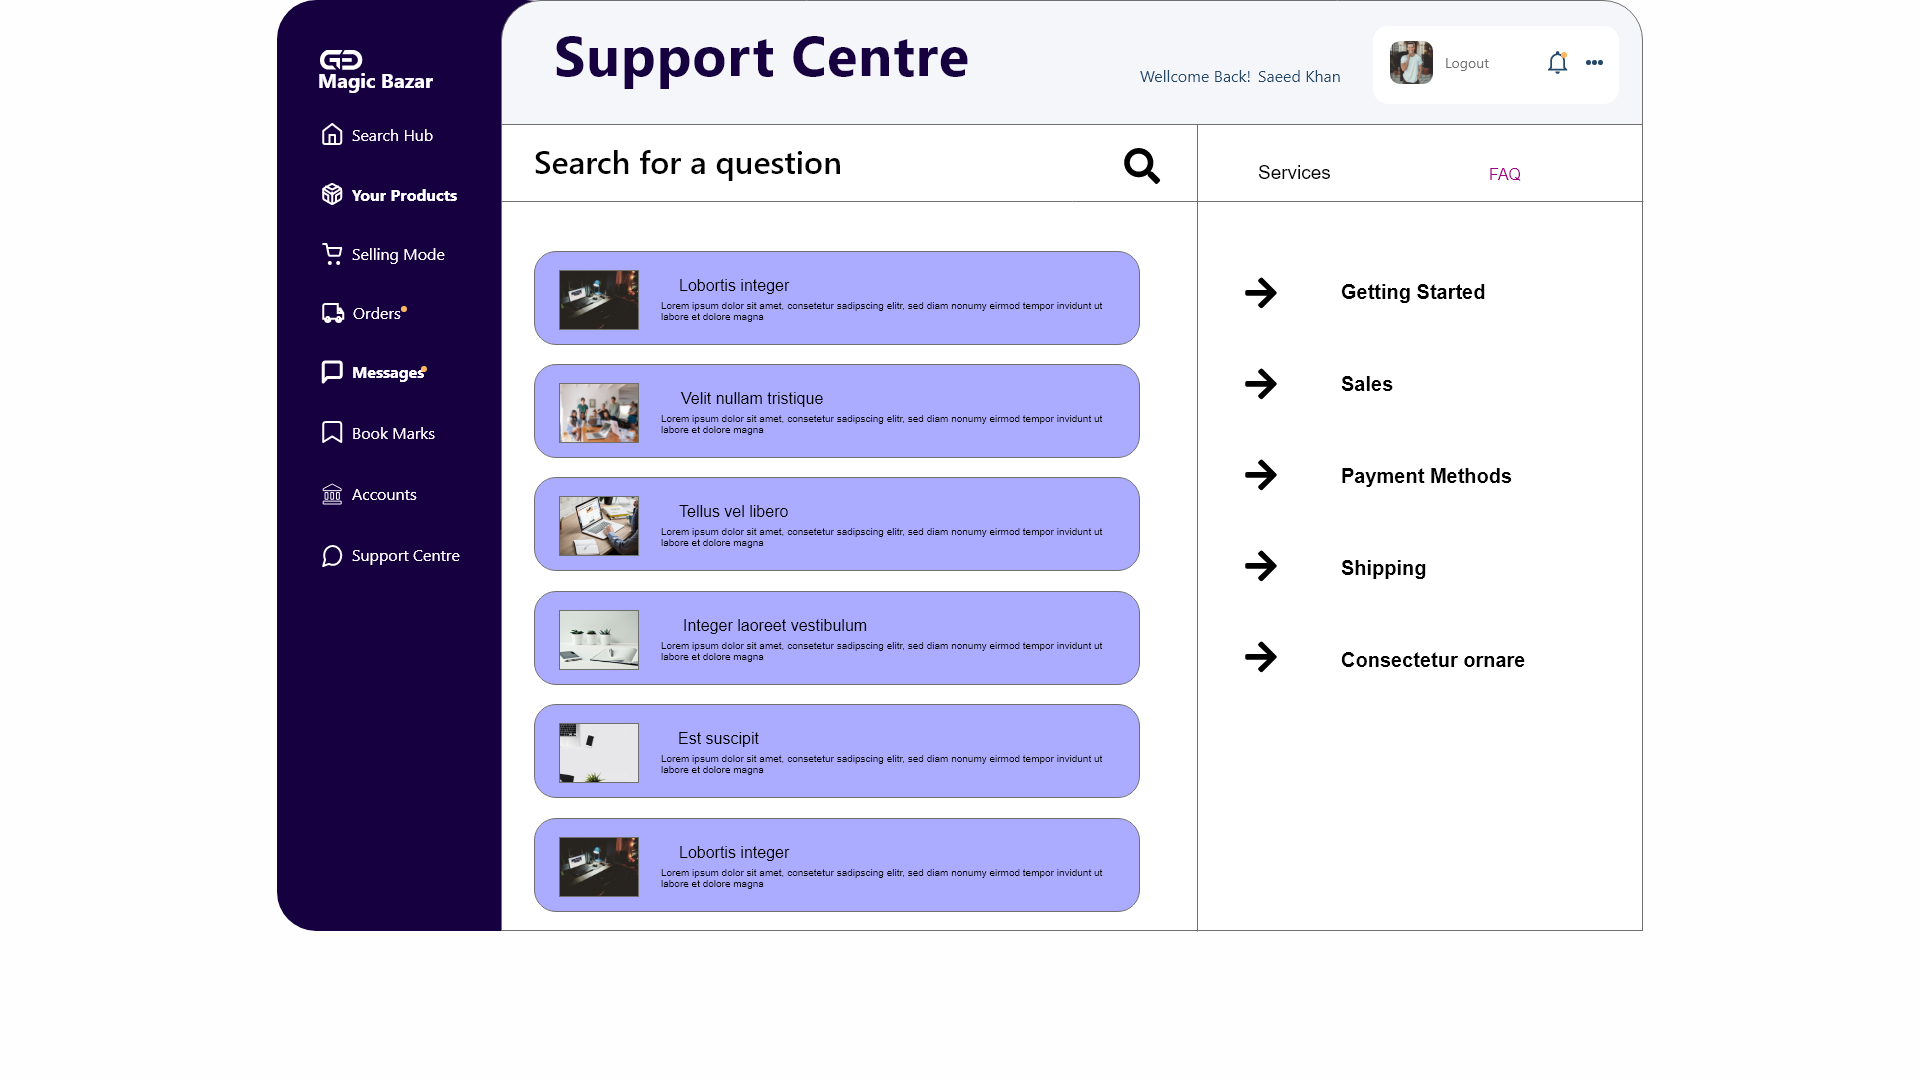 Magic Bazar
Search Hub
Your Products
Selling Mode
Orders
Messages
Book Marks
Accounts
Support Centre
Support Centre
Wellcome Back! Saeed Khan
Logout
Search for a question
Services
FAQ
Lobortis integer
Lorem ipsum dolor sit amet, consetetur sadipscing elitr, sed diam nonumy eirmod tempor invidunt ut
labore et dolore magna
Velit nullam tristique
Lorem ipsum dolor sit amet, consetetur sadipscing elitr, sed diam nonumy eirmod tempor invidunt ut
labore et dolore magna
Tellus vel libero
Lorem ipsum dolor sit amet, consetetur sadipscing elitr, sed diam nonumy eirmod tempor invidunt ut
labore et dolore magna
Integer laoreet vestibulum
Lorem ipsum dolor sit amet, consetetur sadipscing elitr, sed diam nonumy eirmod tempor invidunt ut
labore et dolore magna
Est suscipit
Lorem ipsum dolor sit amet, consetetur sadipscing elitr, sed diam nonumy eirmod tempor invidunt ut
labore et dolore magna
Lobortis integer
Lorem ipsum dolor sit amet, consetetur sadipscing elitr, sed diam nonumy eirmod tempor invidunt ut
labore et dolore magna
Getting Started
Sales
Payment Methods
Shipping
Consectetur ornare